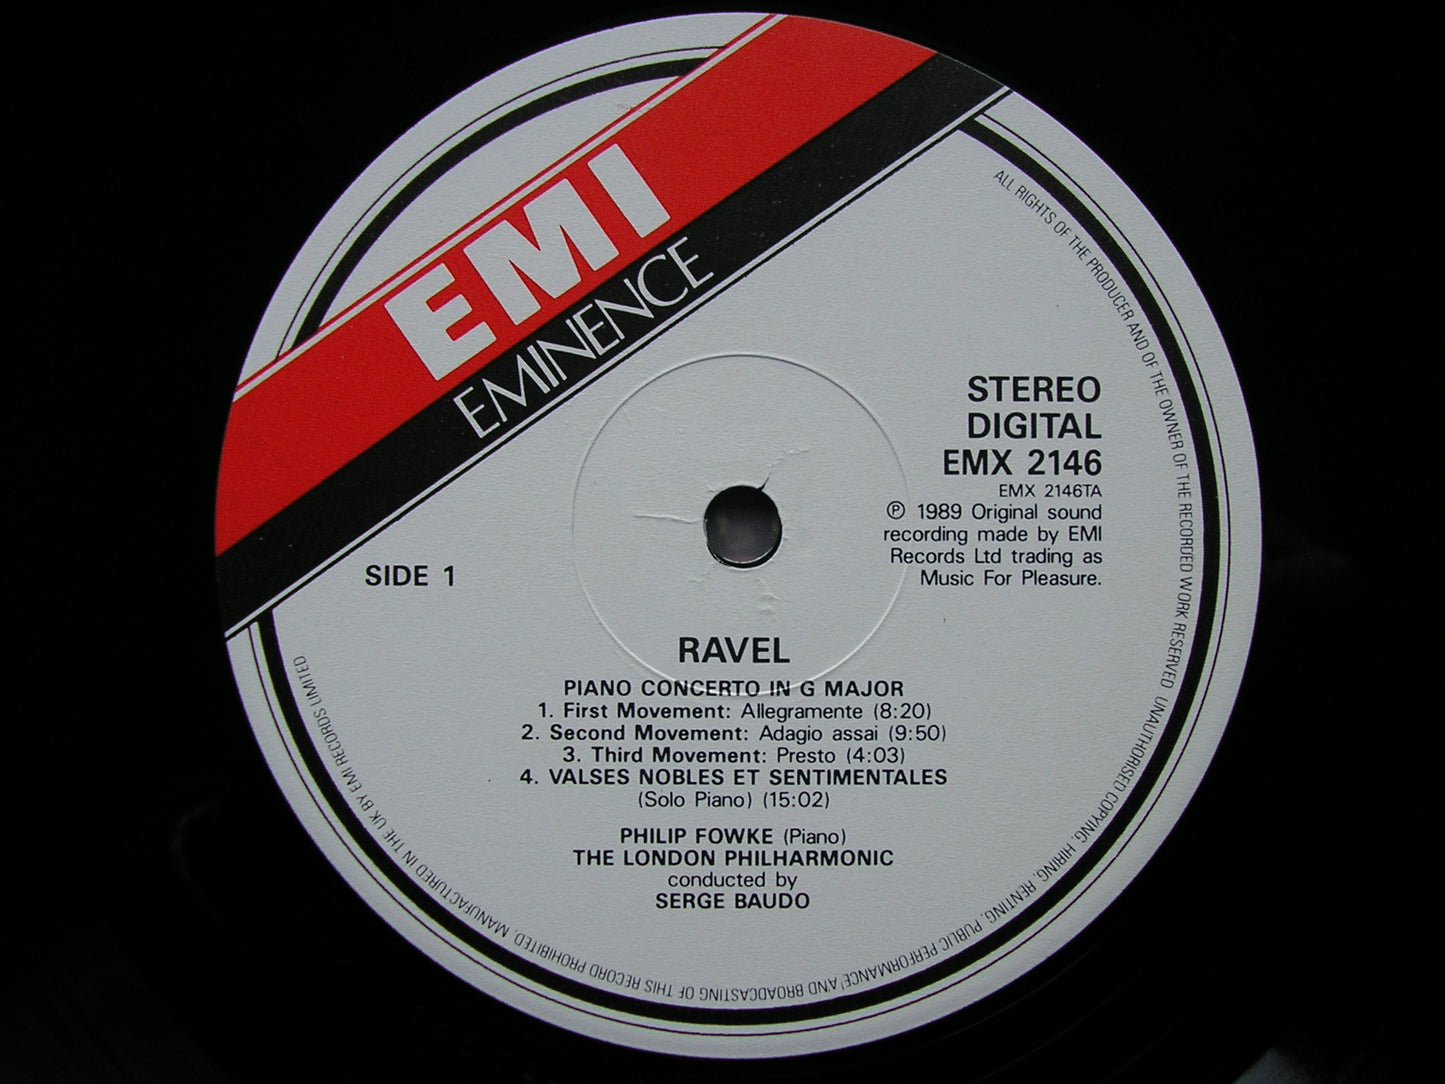 EMI
EMINENCE
STEREO
DIGITAL
EMX 2146
EMX 2146TA
℗ 1989 Original sound
recording made by EMI
Records Ltd trading as
Music For Pleasure.
SIDE 1
RAVEL
PIANO CONCERTO IN G MAJOR
1. First Movement: Allegramente (8:20)
2. Second Movement: Adagio assai (9:50)
3. Third Movement: Presto (4:03)
4. VALSES NOBLES ET SENTIMENTALES
(Solo Piano) (15:02)
PHILIP FOWKE (Piano)
THE LONDON PHILHARMONIC
conducted by
SERGE BAUDO
ALL RIGHTS OF THE PRODUCER AND OF THE OWNER OF THE RECORDED WORK RESERVED. UNAUTHORISED COPYING, HIRING, RENTING, PUBLIC PERFORMANCE AND BROADCASTING OF THIS RECORD PROHIBITED. MANUFACTURED IN THE UK BY EMI RECORDS LIMITED